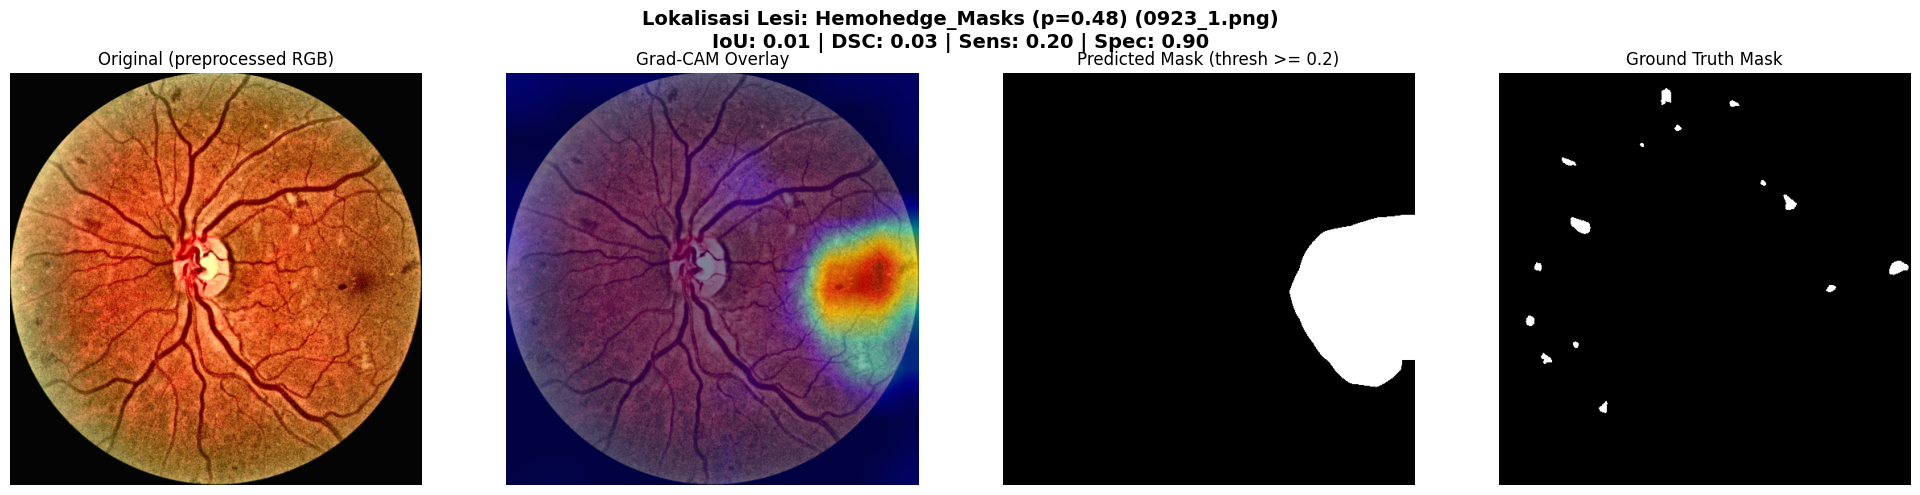 Lokalisasi Lesi: Hemohedge_Masks (p=0.48) (0923_1.png)
IoU: 0.01 | DSC: 0.03 | Sens: 0.20 | Spec: 0.90
Original (preprocessed RGB)
Grad-CAM Overlay
Predicted Mask (thresh >= 0.2)
Ground Truth Mask